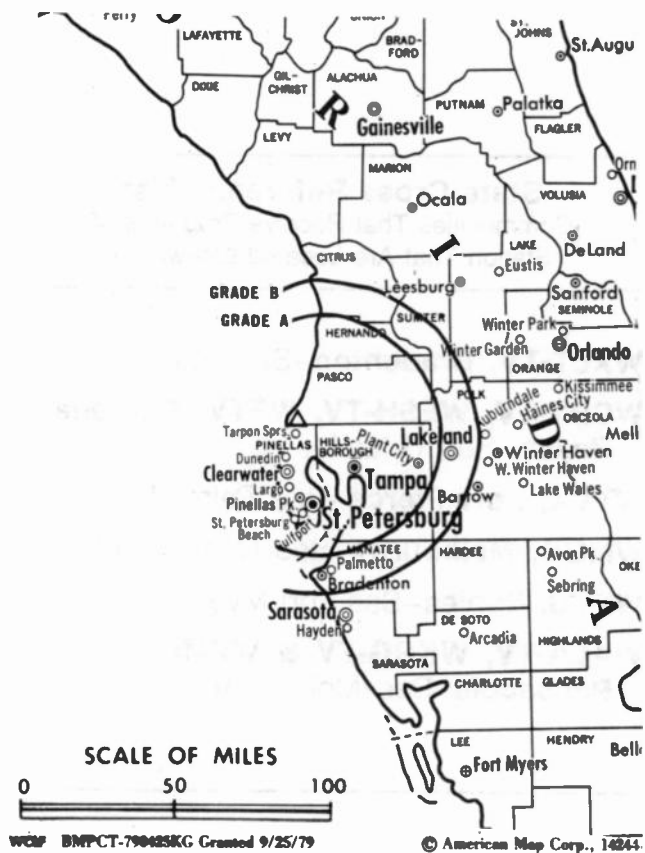 Perry
LAFAYETTE
UNION
BRAD-
FORD
ST.
JOHNS
St. Augu
DIXIE
GIL-
CHRIST
ALACHUA
R
Gainesville
PUTNAM
Palatka
FLAGLER
LEVY
MARION
Orn
Ocala
VOLUSIA
I
DeLand
LAKE
CITRUS
Eustis
Leesburg
Sanford
SEMINOLE
GRADE B
GRADE A
SUMTER
HERNANDO
Winter Park
Winter Garden
Orlando
ORANGE
PASCO
POLK
Kissimmee
Auburndale
Haines City
OSCEOLA
D
Mell
Tarpon Sprs.
PINELLAS
HILLS-
BOROUGH
Plant City
Lakeland
Dunedin
Winter Haven
Clearwater
W. Winter Haven
Tampa
Largo
Bartow
Lake Wales
Pinellas Pk.
St. Petersburg
St. Petersburg
Beach
Gulfport
MANATEE
HARDEE
Avon Pk.
OKE
Palmetto
Bradenton
Sebring
A
Sarasota
Hayden
DE SOTO
Arcadia
HIGHLANDS
SARASOTA
CHARLOTTE
GLADES
LEE
HENDRY
Bell
Fort Myers
SCALE OF MILES
0 50 100
BMPCT-790425KG Granted 9/25/79
© American Map Corp., 14244